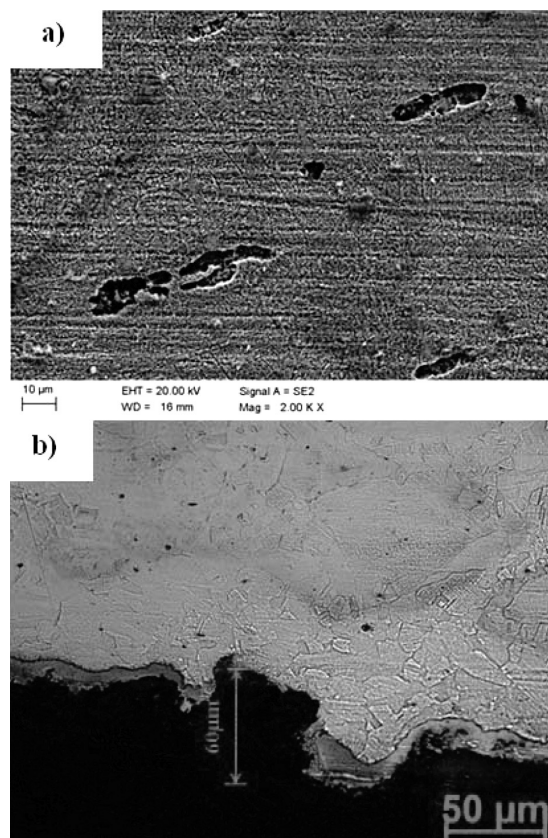 a)
10 µm
EHT = 20.00 kV
Signal A = SE2
WD = 16 mm
Mag = 2.00 K X
b)
60µm
50 µm